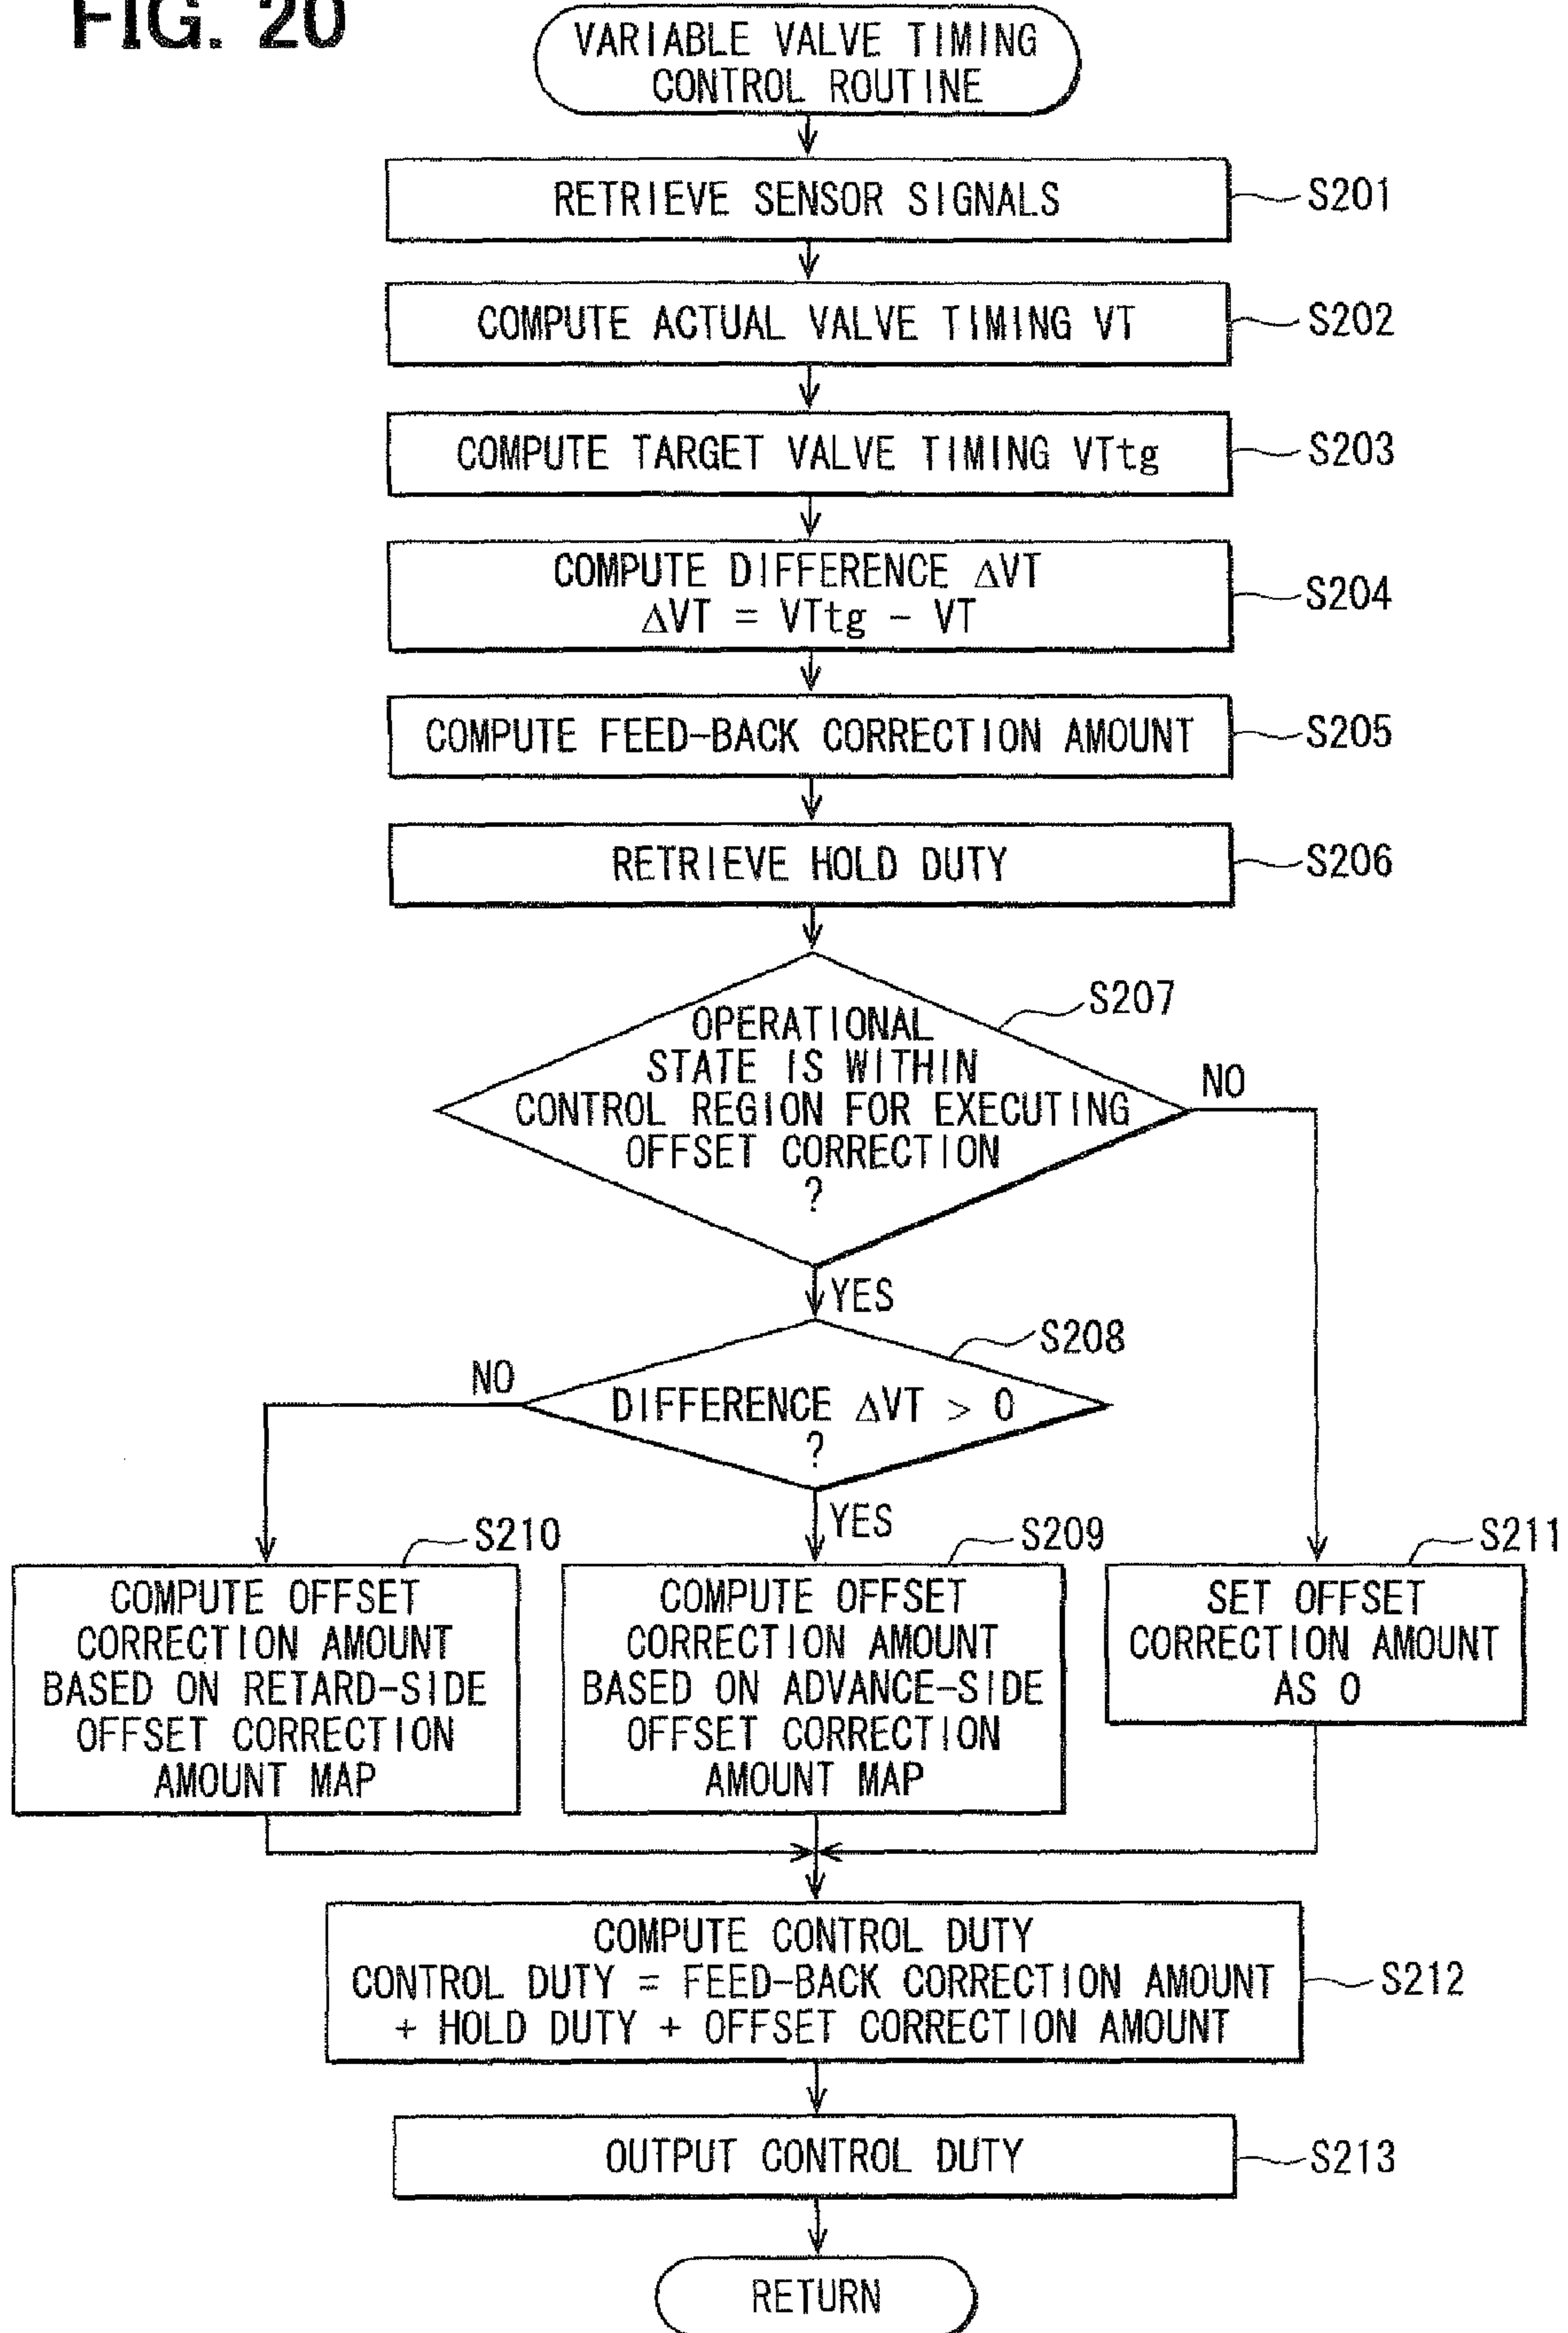 FIG. 20
VARIABLE VALVE TIMING
CONTROL ROUTINE
RETRIEVE SENSOR SIGNALS
S201
COMPUTE ACTUAL VALVE TIMING VT
S202
COMPUTE TARGET VALVE TIMING VTtg
S203
COMPUTE DIFFERENCE ΔVT
ΔVT = VTtg - VT
S204
COMPUTE FEED-BACK CORRECTION AMOUNT
S205
RETRIEVE HOLD DUTY
S206
S207
OPERATIONAL
STATE IS WITHIN
CONTROL REGION FOR EXECUTING
OFFSET CORRECTION
?
NO
YES
S208
NO
DIFFERENCE ΔVT > 0
?
YES
S210
COMPUTE OFFSET
CORRECTION AMOUNT
BASED ON RETARD-SIDE
OFFSET CORRECTION
AMOUNT MAP
S209
COMPUTE OFFSET
CORRECTION AMOUNT
BASED ON ADVANCE-SIDE
OFFSET CORRECTION
AMOUNT MAP
S211
SET OFFSET
CORRECTION AMOUNT
AS 0
COMPUTE CONTROL DUTY
CONTROL DUTY = FEED-BACK CORRECTION AMOUNT
+ HOLD DUTY + OFFSET CORRECTION AMOUNT
S212
OUTPUT CONTROL DUTY
S213
RETURN